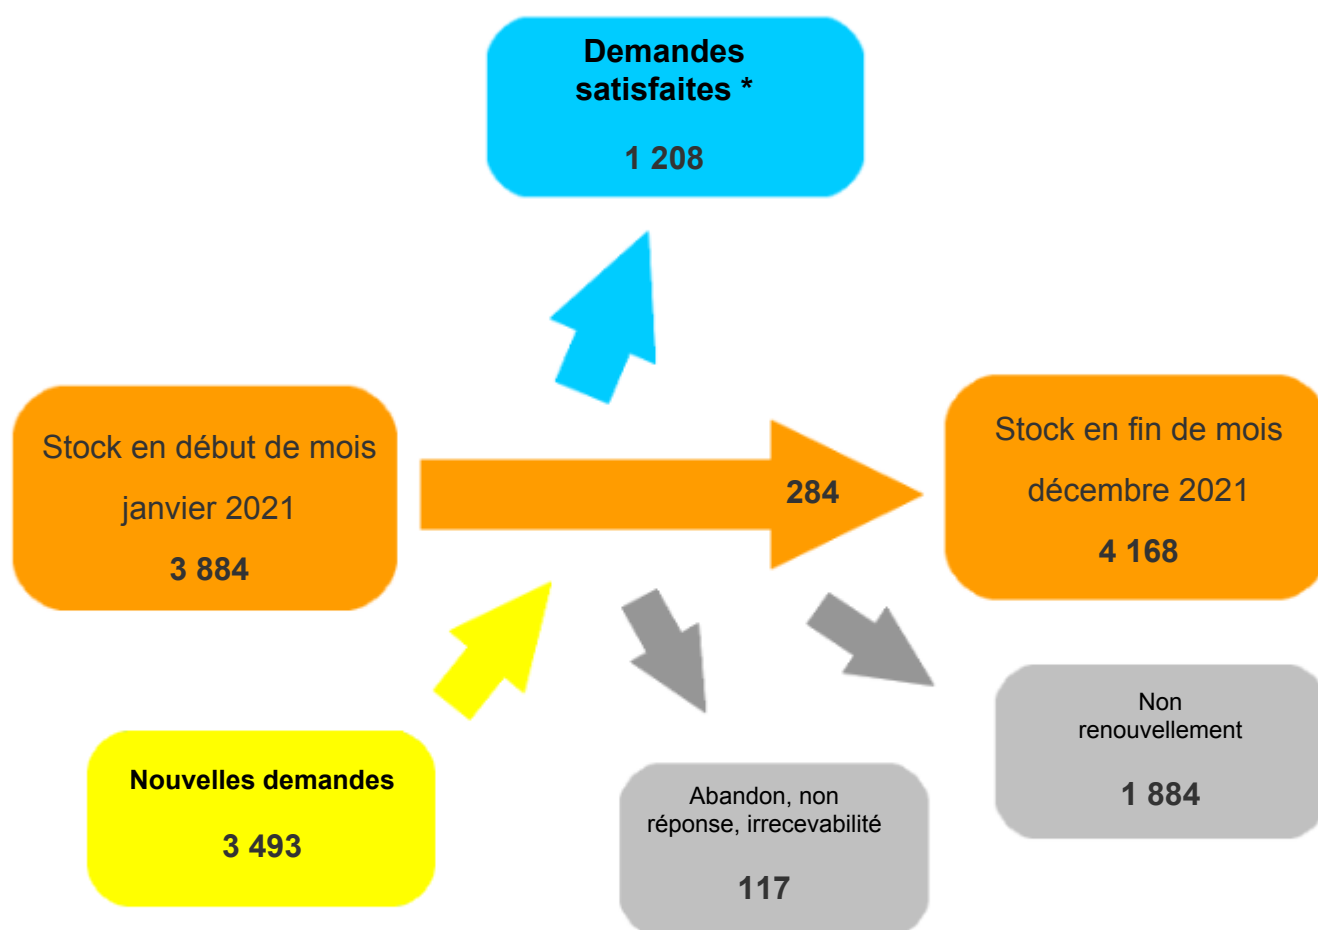 Demandes
satisfaites *
1 208
Stock en début de mois
janvier 2021
3 884
284
Stock en fin de mois
décembre 2021
4 168
Nouvelles demandes
3 493
Abandon, non
réponse, irrecevabilité
117
Non
renouvellement
1 884